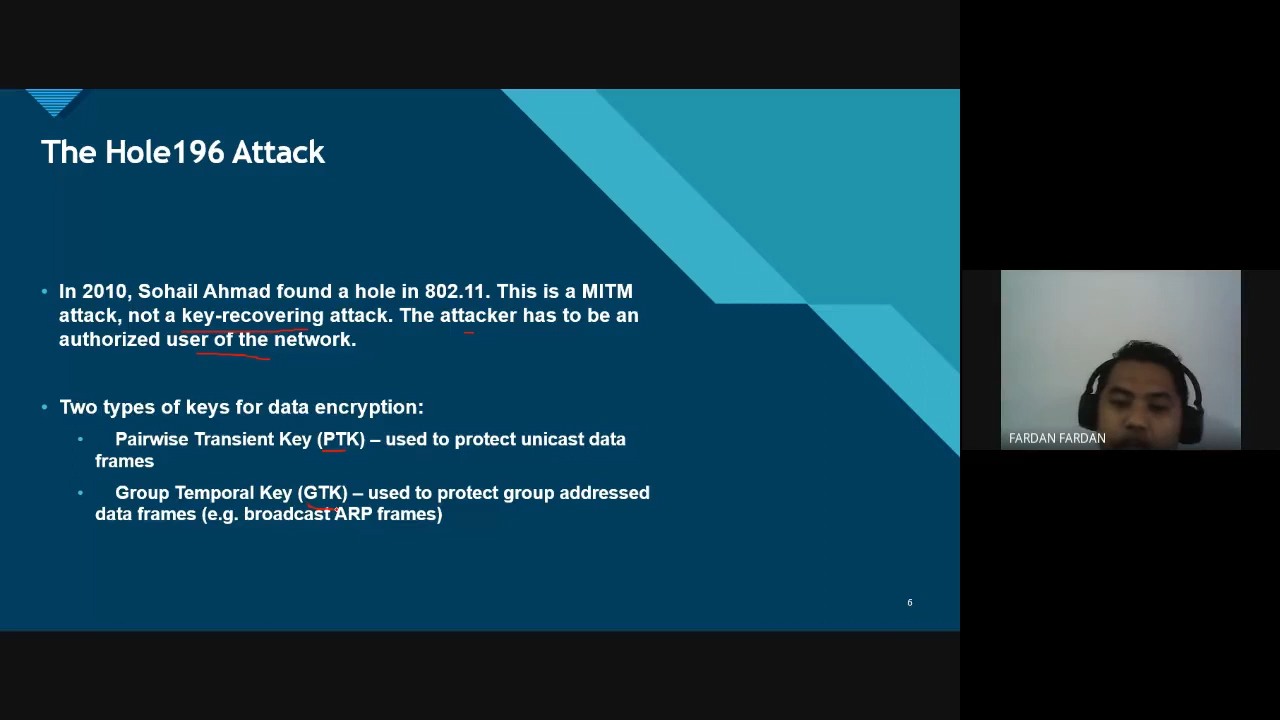 The Hole196 Attack
• In 2010, Sohail Ahmad found a hole in 802.11. This is a MITM
attack, not a key-recovering attack. The attacker has to be an
authorized user of the network.
• Two types of keys for data encryption:
• Pairwise Transient Key (PTK) – used to protect unicast data
frames
• Group Temporal Key (GTK) – used to protect group addressed
data frames (e.g. broadcast ARP frames)
6
FARDAN FARDAN